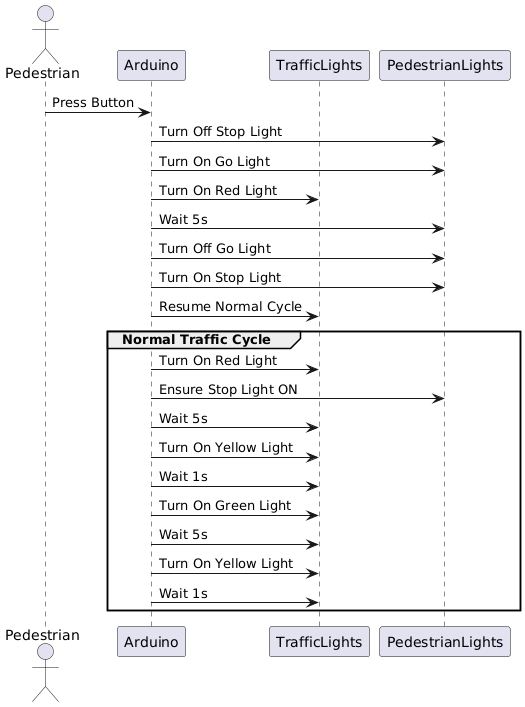 Pedestrian
Arduino
TrafficLights
PedestrianLights
Press Button
Turn Off Stop Light
Turn On Go Light
Turn On Red Light
Wait 5s
Turn Off Go Light
Turn On Stop Light
Resume Normal Cycle
Normal Traffic Cycle
Turn On Red Light
Ensure Stop Light ON
Wait 5s
Turn On Yellow Light
Wait 1s
Turn On Green Light
Wait 5s
Turn On Yellow Light
Wait 1s
Pedestrian
Arduino
TrafficLights
PedestrianLights